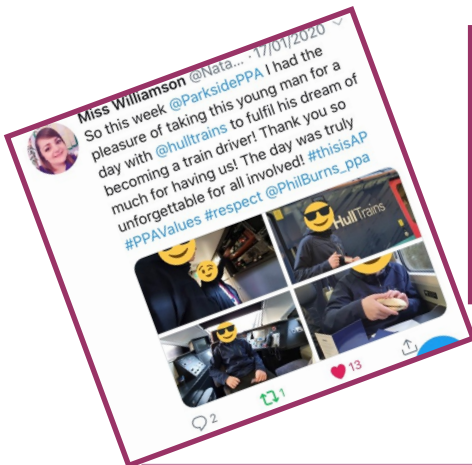 Miss Williamson @Nata... · 17/01/2020
So this week @ParksidePPA I had the
pleasure of taking this young man for a
day with @hulltrains to fulfil his dream of
becoming a train driver! Thank you so
much for having us! The day was truly
unforgettable for all involved! #thisisAP
#PPAValues #respect @PhilBurns_ppa
HullTrains
2
1
13